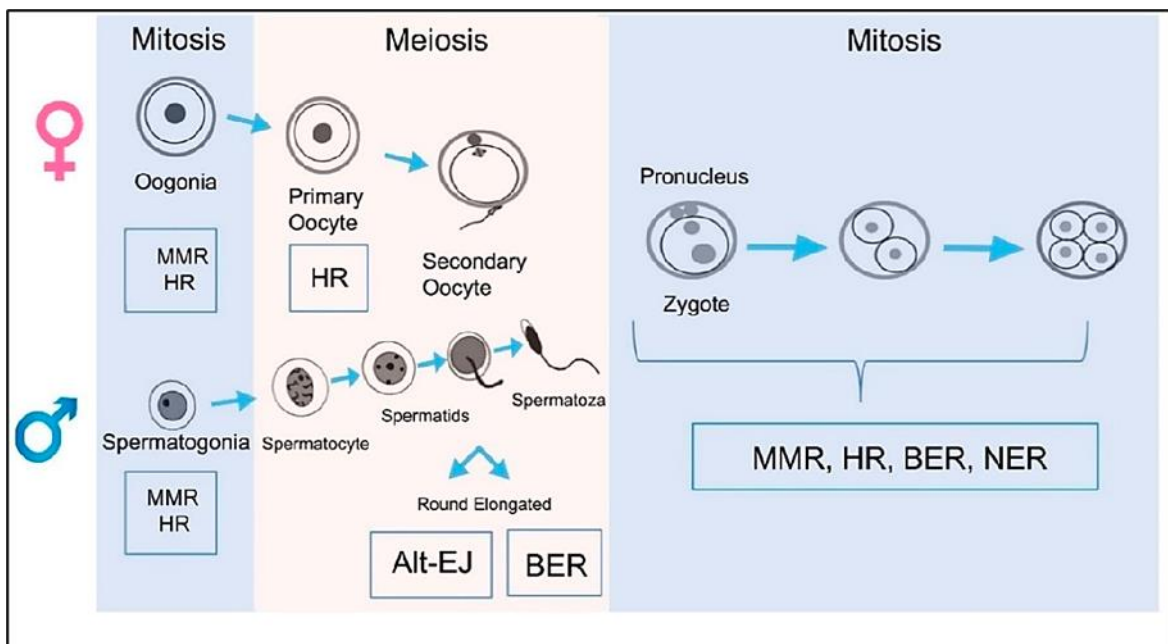 Mitosis
Meiosis
Mitosis
Oogonia
Primary
Oocyte
Secondary
Oocyte
MMR
HR
HR
Pronucleus
Zygote
Spermatogonia
Spermatocyte
Spermatids
Spermatoza
MMR
HR
Round Elongated
Alt-EJ
BER
MMR, HR, BER, NER